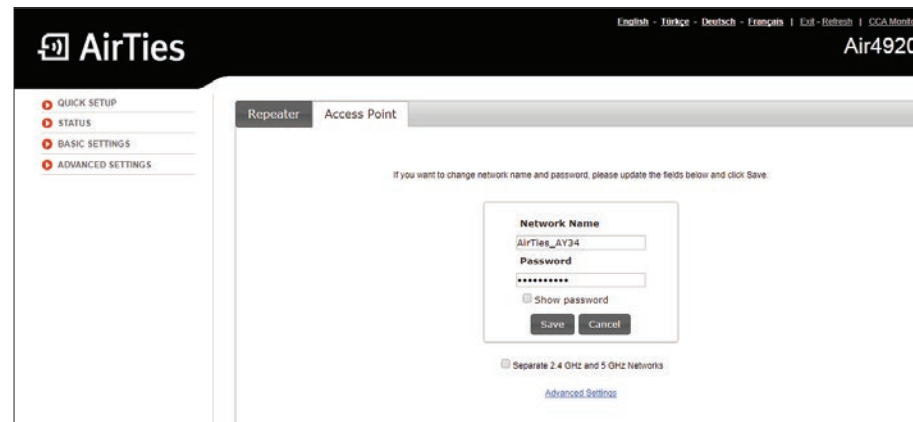 English - Türkçe - Deutsch - Français | Exit - Refresh | CCA Monito
AirTies
Air4920
QUICK SETUP
STATUS
BASIC SETTINGS
ADVANCED SETTINGS
Repeater Access Point
If you want to change network name and password, please update the fields below and click Save.
Network Name
AirTies_AY34
Password
••••••••••
Show password
Save Cancel
Separate 2.4 GHz and 5 GHz Networks
Advanced Settings